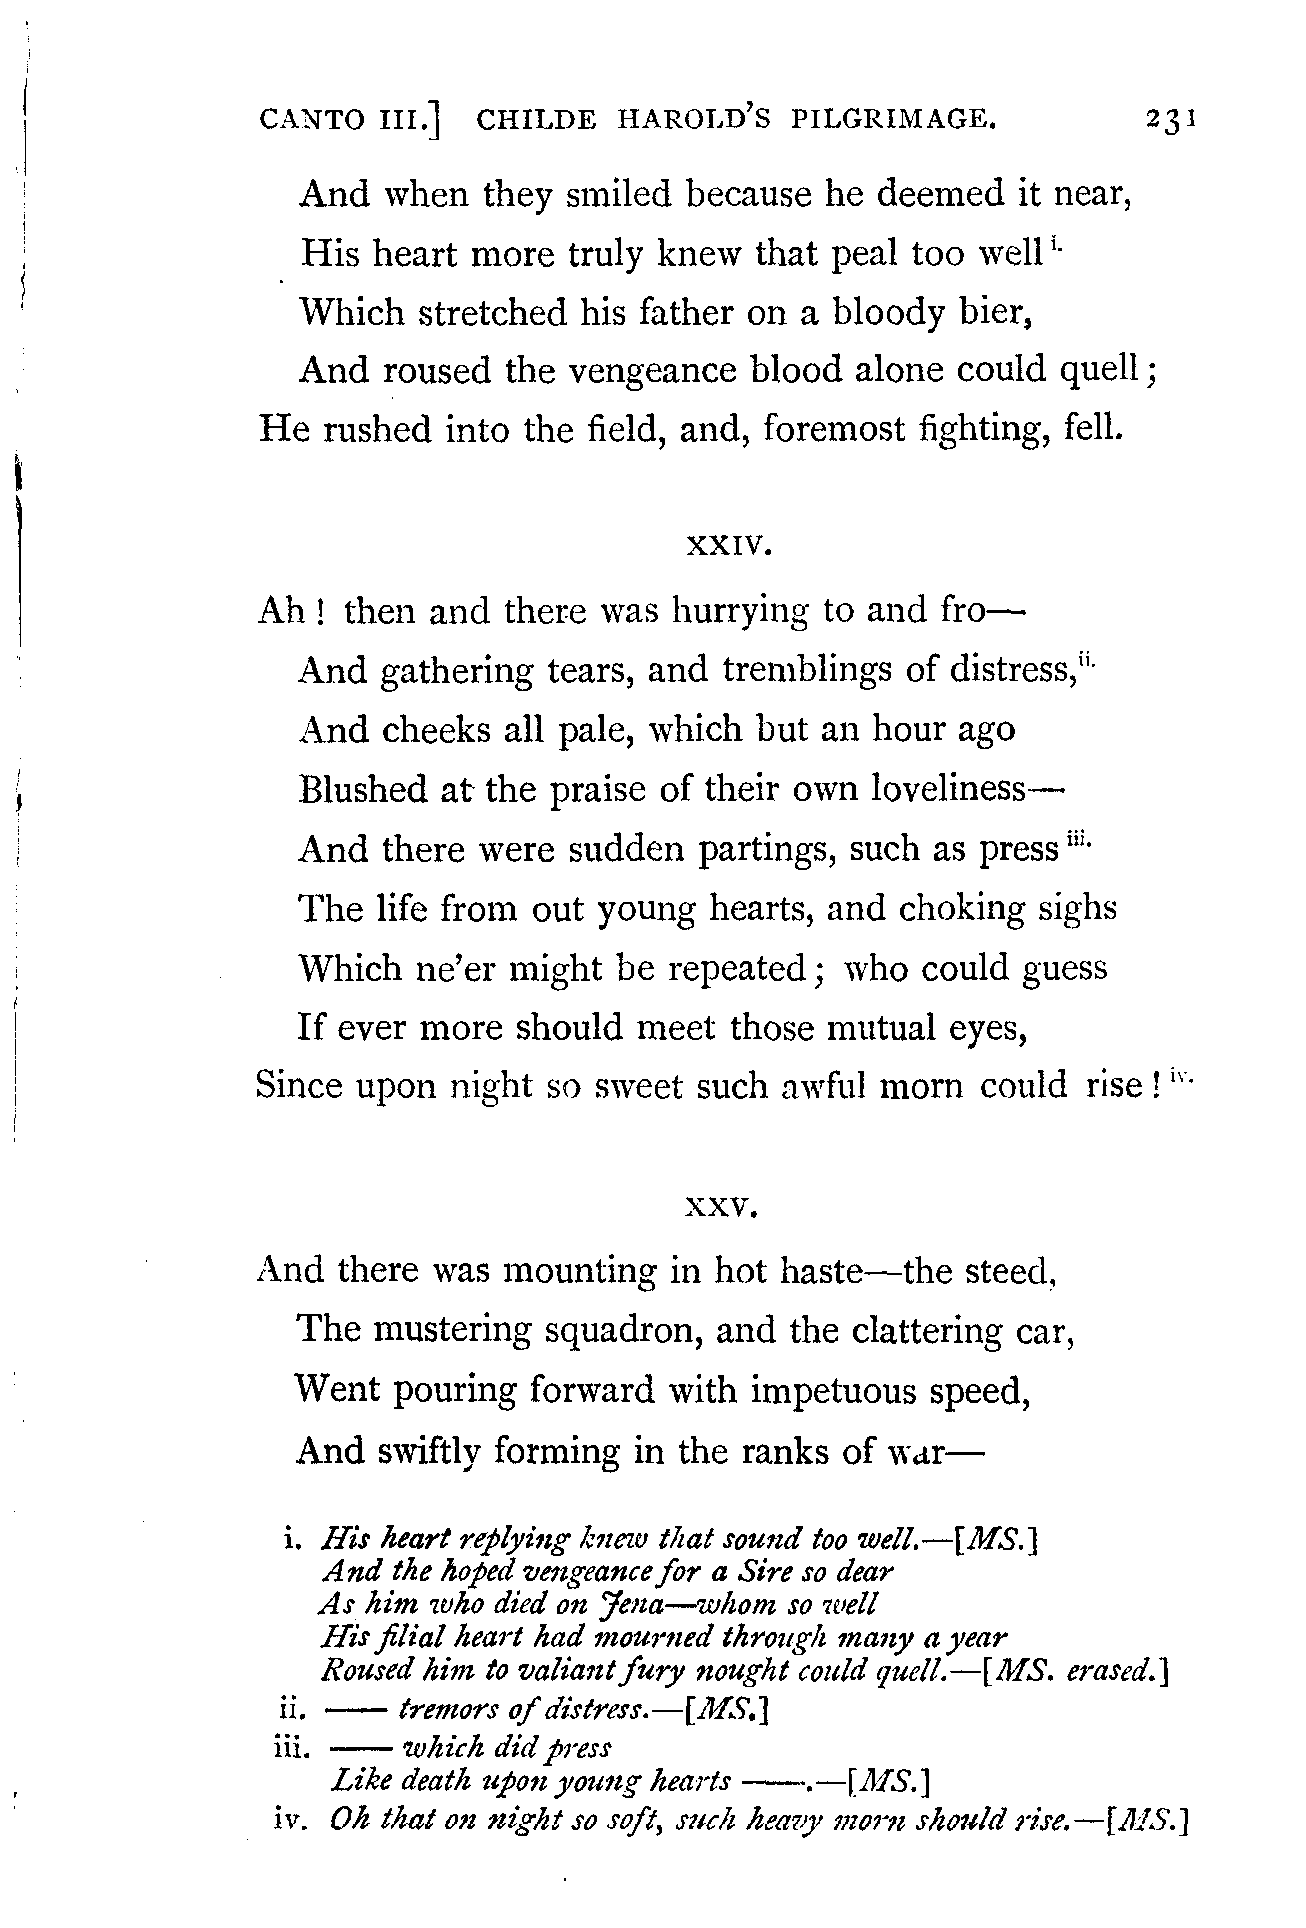 CANTO III.] CHILDE HAROLD'S PILGRIMAGE. 231
And when they smiled because he deemed it near,
His heart more truly knew that peal too well i.
Which stretched his father on a bloody bier,
And roused the vengeance blood alone could quell;
He rushed into the field, and, foremost fighting, fell.
XXIV.
Ah! then and there was hurrying to and fro—
And gathering tears, and tremblings of distress, ii.
And cheeks all pale, which but an hour ago
Blushed at the praise of their own loveliness—
And there were sudden partings, such as press iii.
The life from out young hearts, and choking sighs
Which ne'er might be repeated; who could guess
If ever more should meet those mutual eyes,
Since upon night so sweet such awful morn could rise! iv.
XXV.
And there was mounting in hot haste—the steed,
The mustering squadron, and the clattering car,
Went pouring forward with impetuous speed,
And swiftly forming in the ranks of war—
i. His heart replying knew that sound too well.—[MS.]
And the hoped vengeance for a Sire so dear
As him who died on Jena—whom so well
His filial heart had mourned through many a year
Roused him to valiant fury nought could quell.—[MS. erased.]
ii. —— tremors of distress.—[MS.]
iii. —— which did press
Like death upon young hearts ——.—[MS.]
iv. Oh that on night so soft, such heavy morn should rise.—[MS.]